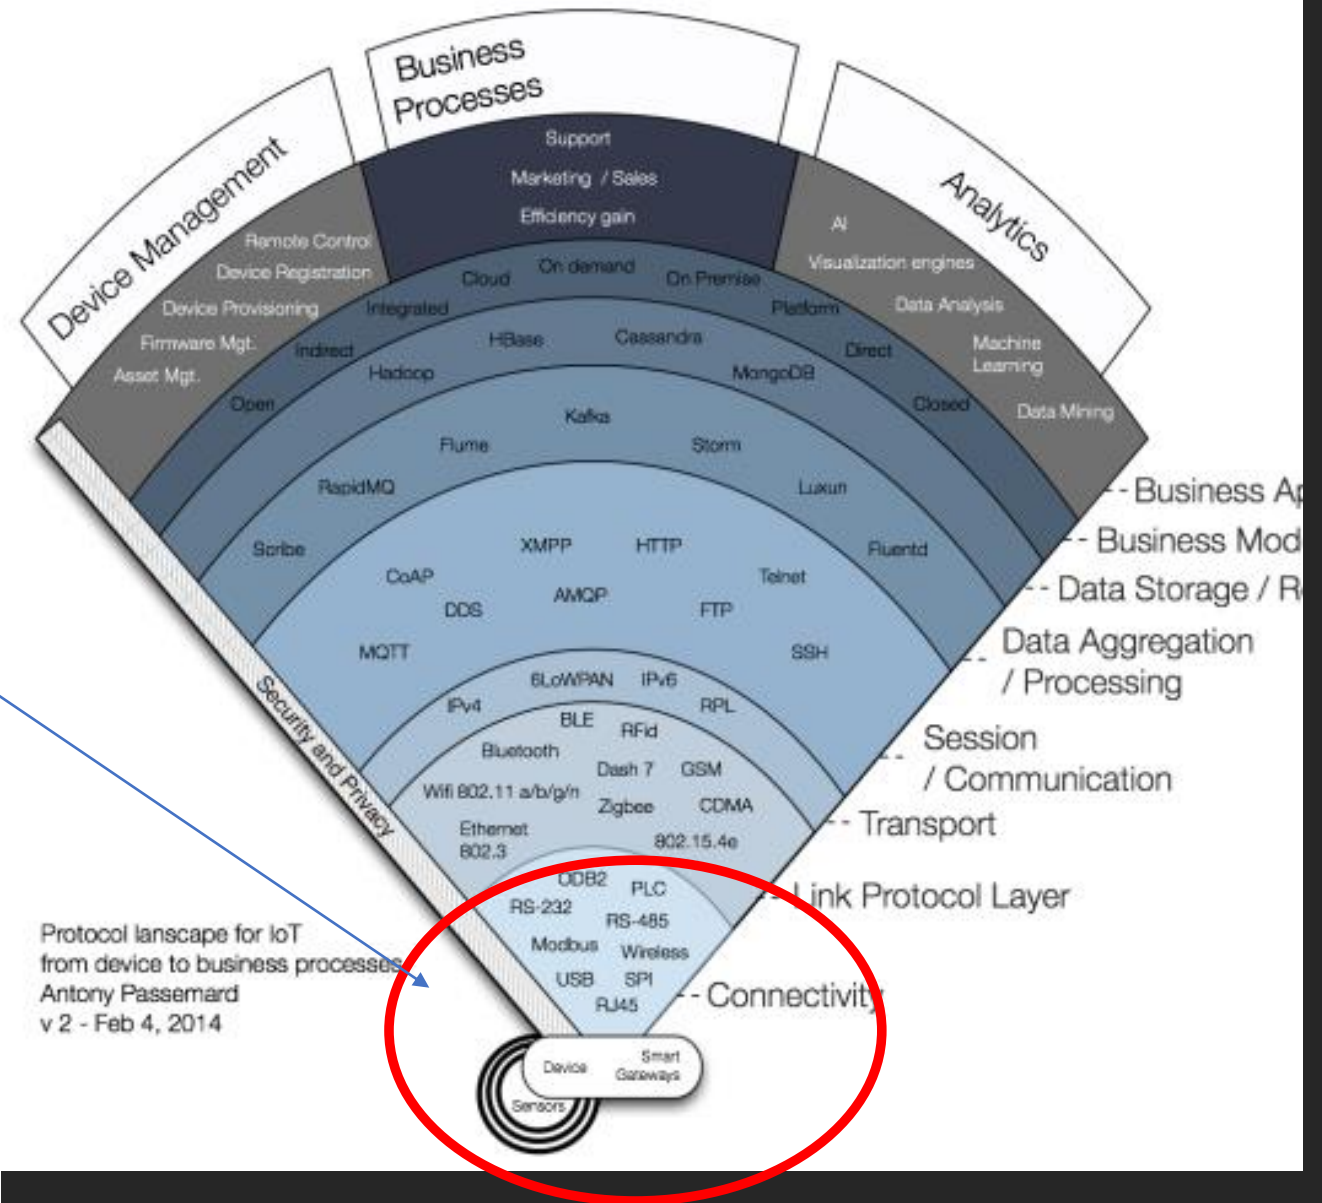 Business
Processes
Device Management
Analytics
Support
Marketing / Sales
Efficiency gain
Remote Control
Device Registration
Device Provisioning
Firmware Mgt.
Asset Mgt.
AI
Visualization engines
Data Analysis
Machine
Learning
Data Mining
Open
Indirect
Integrated
Cloud
On demand
On Premise
Platform
Direct
Closed
Hadoop
HBase
Cassandra
MongoDB
Scribe
RapidMQ
Flume
Kafka
Storm
Luxun
Fluentd
MQTT
CoAP
DDS
XMPP
AMQP
HTTP
FTP
Telnet
SSH
IPv4
6LoWPAN
IPv6
RPL
BLE
RFid
Bluetooth
Dash 7
GSM
Wifi 802.11 a/b/g/n
Zigbee
CDMA
Ethernet
802.3
802.15.4e
ODB2
PLC
RS-232
RS-485
Modbus
Wireless
USB
SPI
RJ45
Security and Privacy
Device
Smart
Gateways
Sensors
Business Ap
Business Mod
Data Storage / R
Data Aggregation
/ Processing
Session
/ Communication
Transport
Link Protocol Layer
Connectivity
Protocol lanscape for IoT
from device to business processes
Antony Passemard
v 2 - Feb 4, 2014